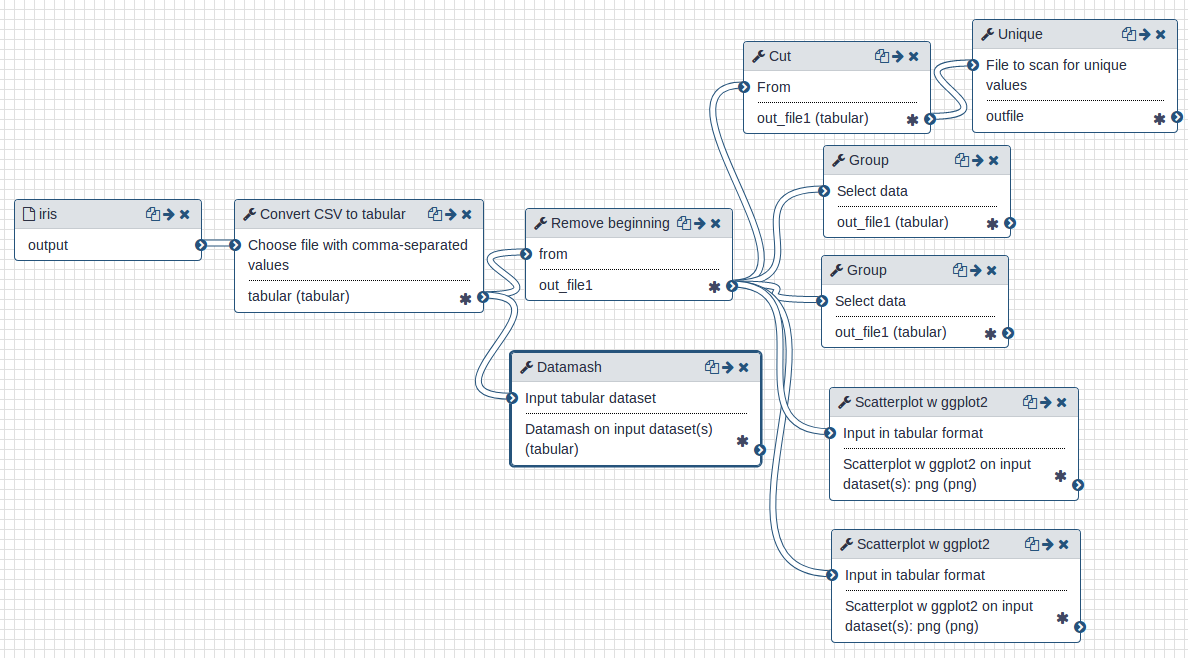 iris
output
Convert CSV to tabular
Choose file with comma-separated
values
tabular (tabular)
Remove beginning
from
out_file1
Datamash
Input tabular dataset
Datamash on input dataset(s)
(tabular)
Cut
From
out_file1 (tabular)
Unique
File to scan for unique
values
outfile
Group
Select data
out_file1 (tabular)
Group
Select data
out_file1 (tabular)
Scatterplot w ggplot2
Input in tabular format
Scatterplot w ggplot2 on input
dataset(s): png (png)
Scatterplot w ggplot2
Input in tabular format
Scatterplot w ggplot2 on input
dataset(s): png (png)